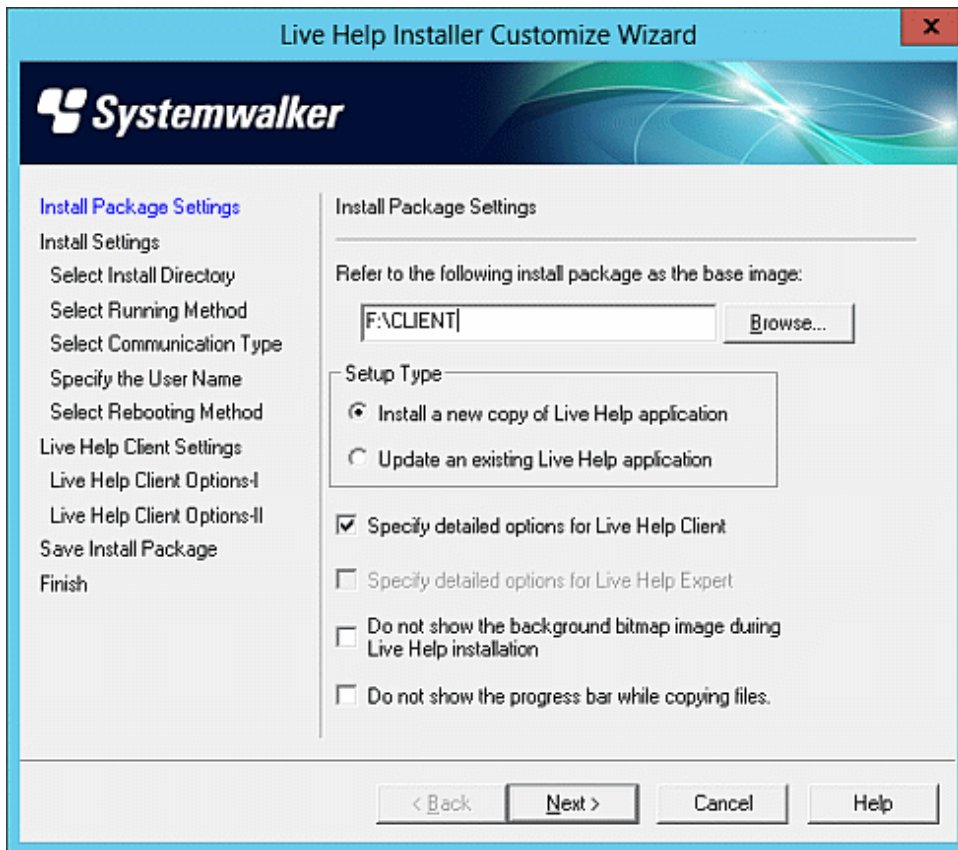 Live Help Installer Customize Wizard
x
Systemwalker
Install Package Settings
Install Settings
Select Install Directory
Select Running Method
Select Communication Type
Specify the User Name
Select Rebooting Method
Live Help Client Settings
Live Help Client Options-I
Live Help Client Options-II
Save Install Package
Finish
Install Package Settings
Refer to the following install package as the base image:
F:\CLIENT
Browse...
Setup Type
Install a new copy of Live Help application
Update an existing Live Help application
Specify detailed options for Live Help Client
Specify detailed options for Live Help Expert
Do not show the background bitmap image during
Live Help installation
Do not show the progress bar while copying files.
< Back
Next >
Cancel
Help